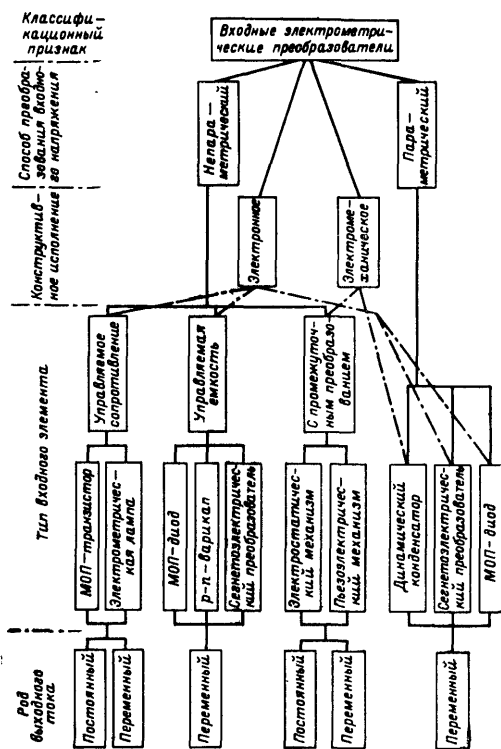 Классифи-
кационный
признак
Входные электрометри-
ческие преобразователи
Способ преобра-
зования входно-
го напряжения
Непара-
метрический
Пара-
метрический
Конструктив-
ное исполнение
Электронное
Электроме-
ханическое
Тип входного элемента
Управляемое
сопротивление
Управляемая
емкость
С промежуточ-
ным преобразо-
ванием
МОП-транзистор
Электрометричес-
кая лампа
МОП-диод
р-п-варикап
Сегнетоэлектричес-
кий преобразователь
Электростатичес-
кий механизм
Пьезоэлектричес-
кий механизм
Динамический
конденсатор
Сегнетоэлектричес-
кий преобразователь
МОП-диод
Род
выходного
тока
Постоянный
Переменный
Переменный
Постоянный
Переменный
Переменный